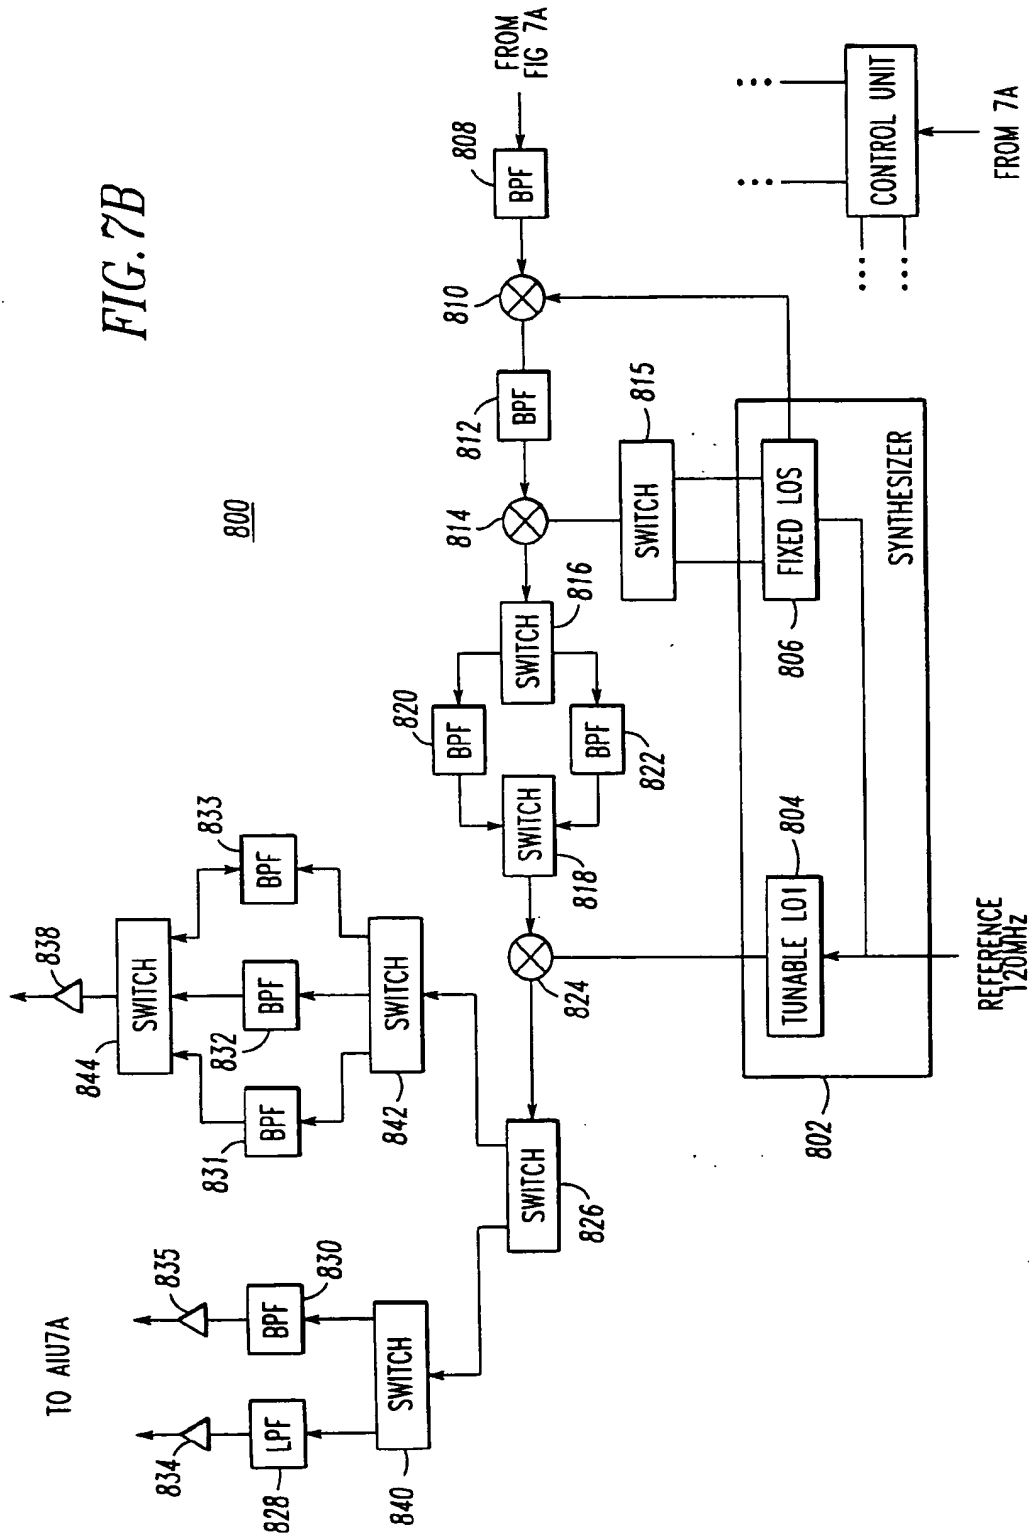 FIG. 7B
800
TO AIU7A
834
835
838
LPF
828
BPF
830
BPF
831
BPF
832
BPF
833
SWITCH
844
SWITCH
840
SWITCH
842
SWITCH
826
824
SWITCH
818
BPF
820
BPF
822
SWITCH
816
814
BPF
812
810
BPF
808
FROM
FIG 7A
SWITCH
815
TUNABLE LO1
804
FIXED LOS
806
SYNTHESIZER
802
REFERENCE
120MHz
CONTROL UNIT
FROM 7A